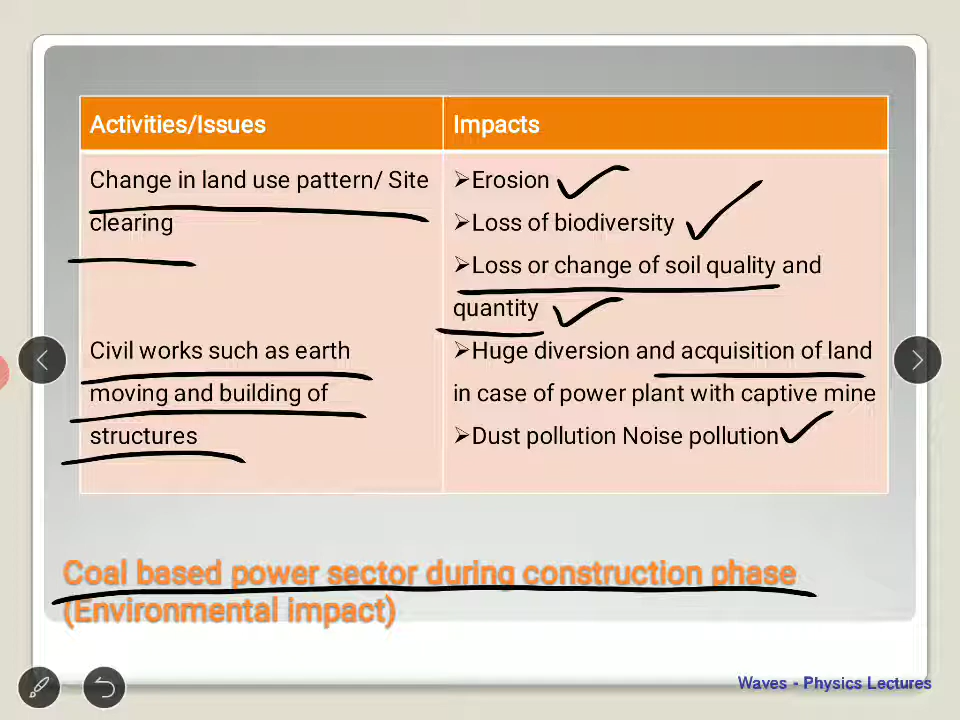 Activities/Issues
Impacts
Change in land use pattern/ Site
clearing
➢Erosion
➢Loss of biodiversity
➢Loss or change of soil quality and
quantity
Civil works such as earth
moving and building of
structures
➢Huge diversion and acquisition of land
in case of power plant with captive mine
➢Dust pollution Noise pollution
Coal based power sector during construction phase
(Environmental impact)
Waves - Physics Lectures